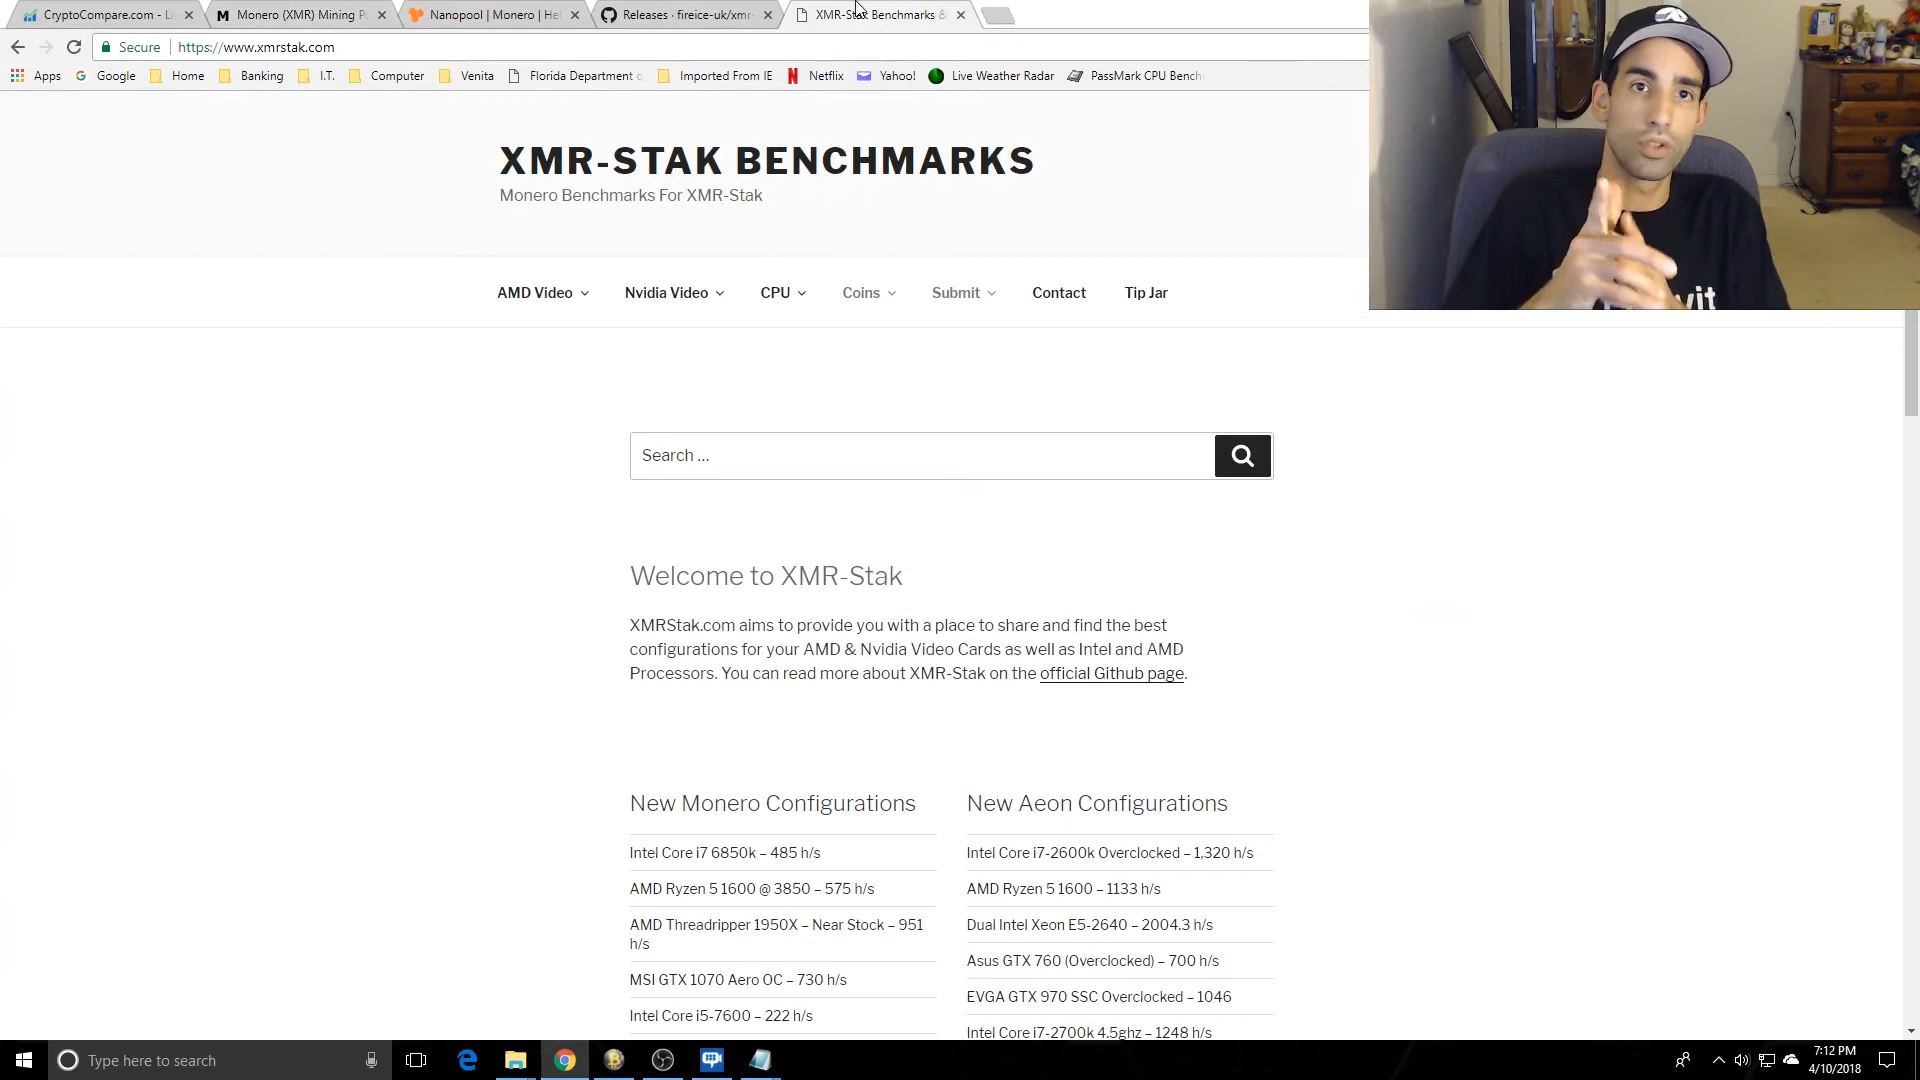 CryptoCompare.com - Li
Monero (XMR) Mining P
Nanopool | Monero | He
Releases · fireice-uk/xmr-
XMR-Stak Benchmarks &
Secure
https://www.xmrstak.com
Apps
Google
Home
Banking
I.T.
Computer
Venita
Florida Department o
Imported From IE
Netflix
Yahoo!
Live Weather Radar
PassMark CPU Bench
XMR-STAK BENCHMARKS
Monero Benchmarks For XMR-Stak
AMD Video
Nvidia Video
CPU
Coins
Submit
Contact
Tip Jar
Search …
Welcome to XMR-Stak
XMRStak.com aims to provide you with a place to share and find the best
configurations for your AMD & Nvidia Video Cards as well as Intel and AMD
Processors. You can read more about XMR-Stak on the official Github page.
New Monero Configurations
Intel Core i7 6850k – 485 h/s
AMD Ryzen 5 1600 @ 3850 – 575 h/s
AMD Threadripper 1950X – Near Stock – 951
h/s
MSI GTX 1070 Aero OC – 730 h/s
Intel Core i5-7600 – 222 h/s
New Aeon Configurations
Intel Core i7-2600k Overclocked – 1,320 h/s
AMD Ryzen 5 1600 – 1133 h/s
Dual Intel Xeon E5-2640 – 2004.3 h/s
Asus GTX 760 (Overclocked) – 700 h/s
EVGA GTX 970 SSC Overclocked – 1046
Intel Core i7-2700k 4.5ghz – 1248 h/s
Type here to search
7:12 PM
4/10/2018